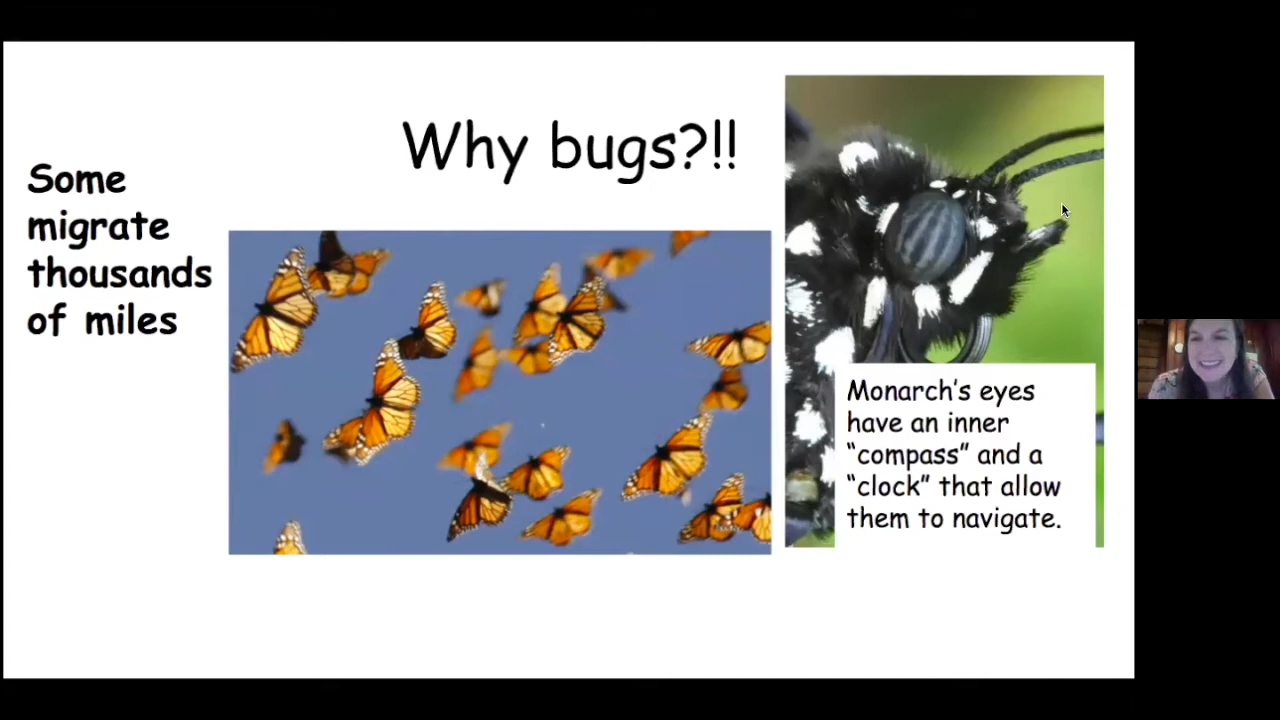 Why bugs?!!
Some
migrate
thousands
of miles
Monarch's eyes
have an inner
“compass” and a
“clock” that allow
them to navigate.